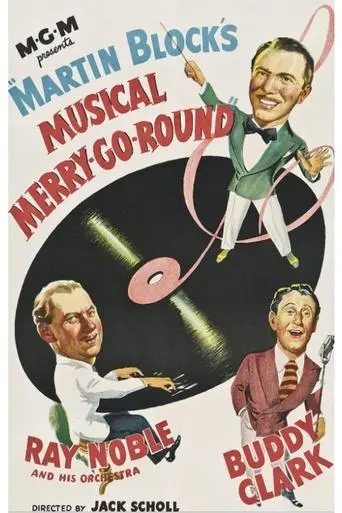 M-G-M
presents
"MARTIN BLOCK'S
MUSICAL
MERRY-GO-ROUND"
RAY NOBLE
AND HIS ORCHESTRA
BUDDY
CLARK
DIRECTED BY JACK SCHOLL